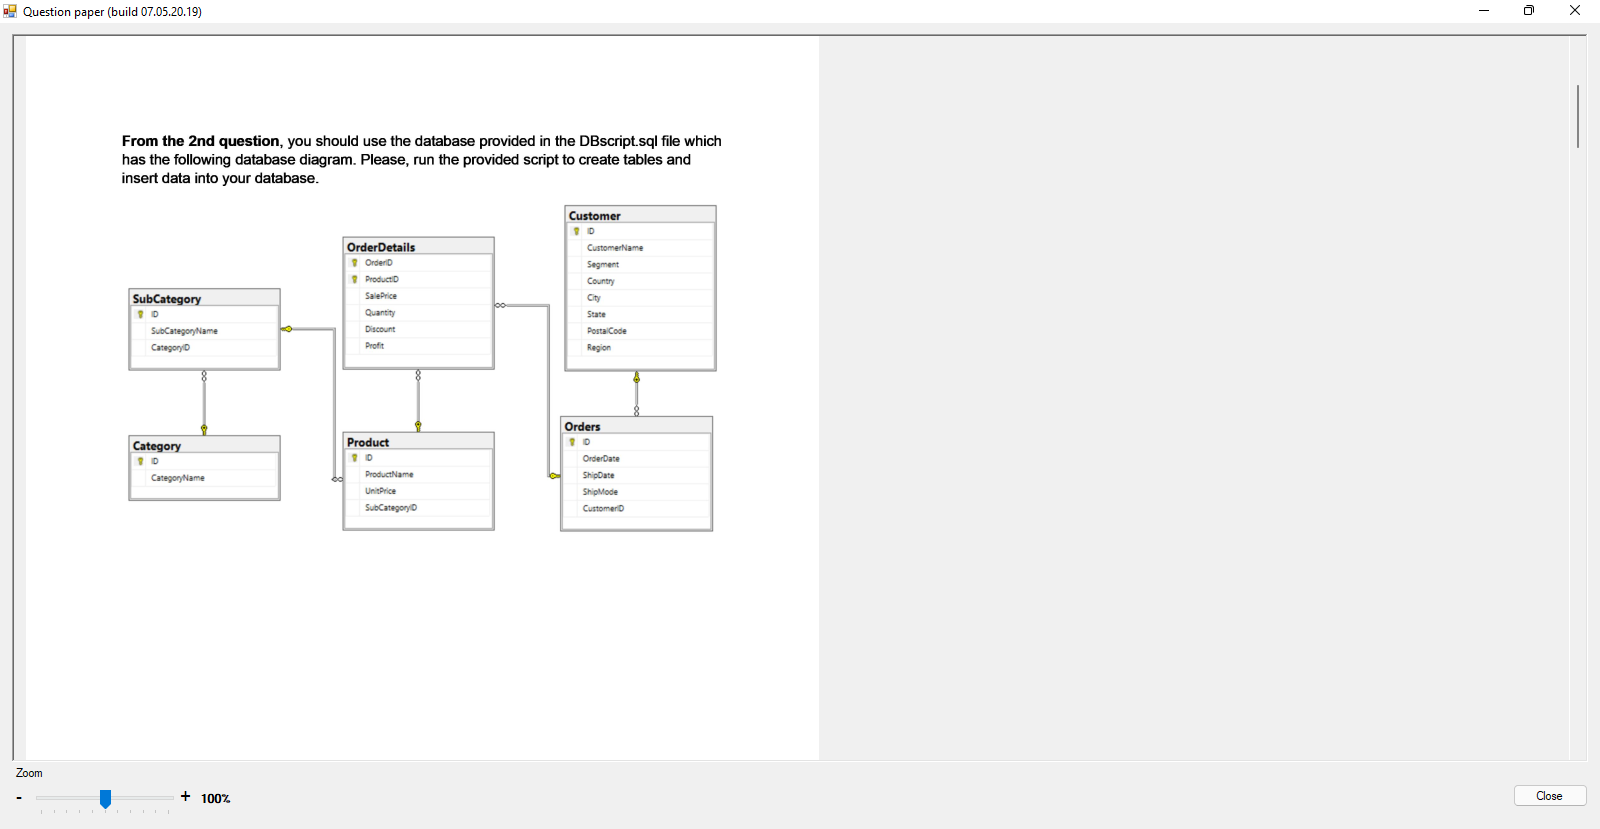 Question paper (build 07.05.20.19)
From the 2nd question, you should use the database provided in the DBscript.sql file which
has the following database diagram. Please, run the provided script to create tables and
insert data into your database.
SubCategory
ID
SubCategoryName
CategoryID
Category
ID
CategoryName
OrderDetails
OrderID
ProductID
SalePrice
Quantity
Discount
Profit
Product
ID
ProductName
UnitPrice
SubCategoryID
Customer
ID
CustomerName
Segment
Country
City
State
PostalCode
Region
Orders
ID
OrderDate
ShipDate
ShipMode
CustomerID
Zoom
- + 100%
Close